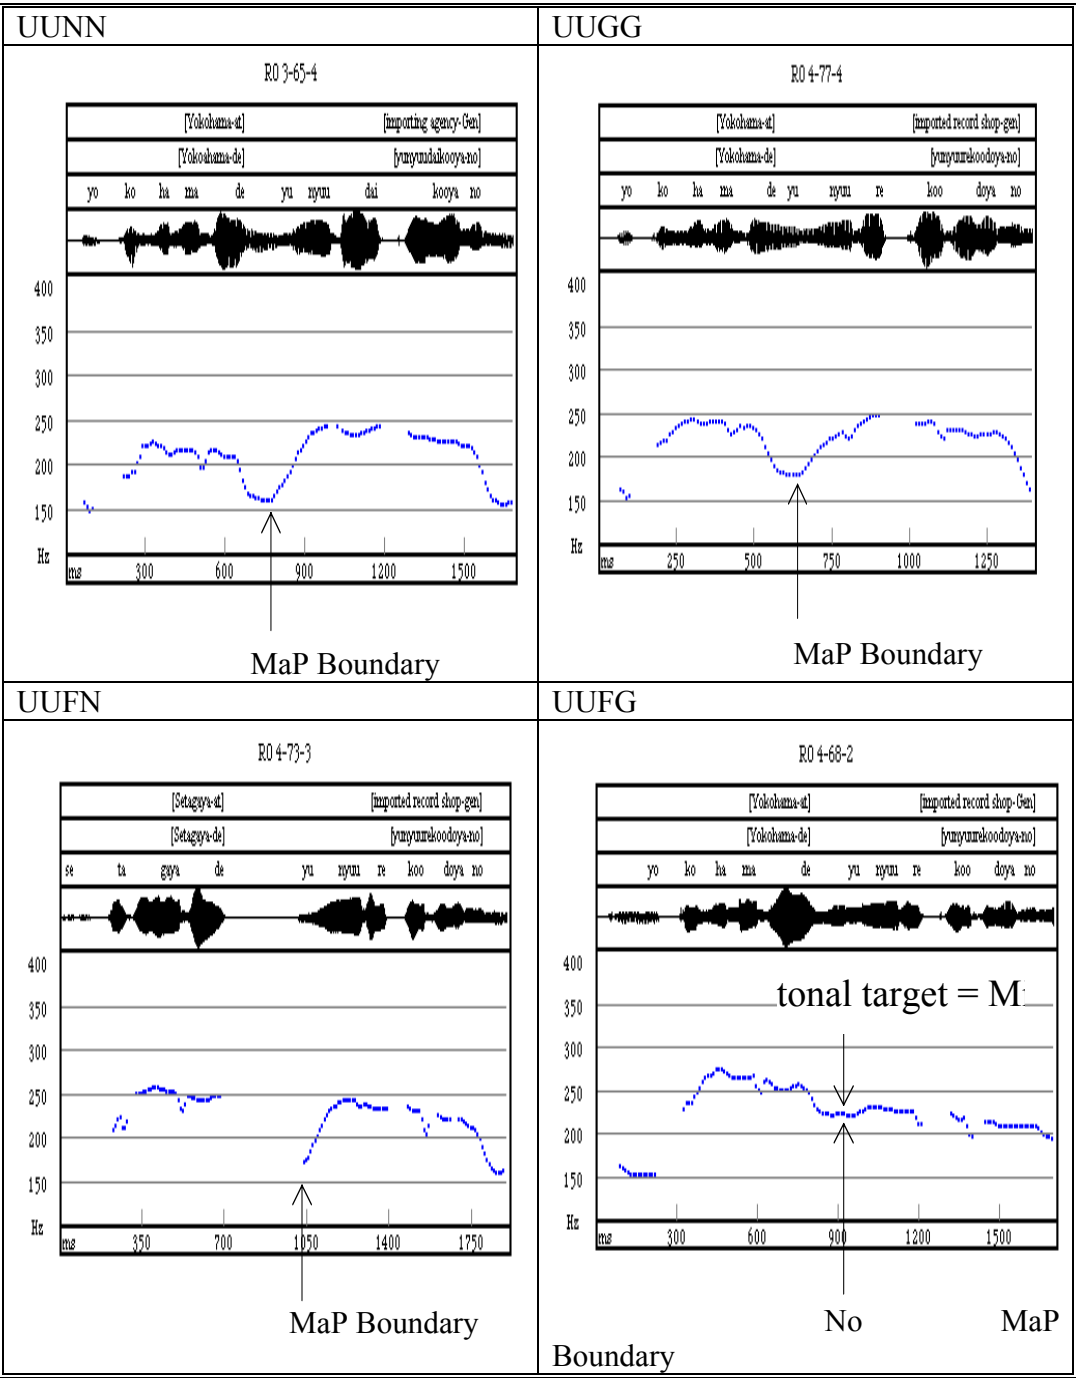 UUNN
R0 3-65-4
[Yokohama-at] [importing agency-Gen]
[Yokoahama-de] [yunyuudaikooya-no]
yo ko ha ma de yu nyuu dai kooya no
400
350
300
250
200
150
Hz
ms 300 600 900 1200 1500
MaP Boundary
UUGG
R0 4-77-4
[Yokohama-at] [imported record shop-gen]
[Yokohama-de] [yunyuurekoodoya-no]
yo ko ha ma de yu nyuu re koo doya no
400
350
300
250
200
150
Hz
ms 250 500 750 1000 1250
MaP Boundary
UUFN
R0 4-73-3
[Setagaya-at] [imported record shop-gen]
[Setagaya-de] [yunyuurekoodoya-no]
se ta gaya de yu nyuu re koo doya no
400
350
300
250
200
150
Hz
ms 350 700 1050 1400 1750
MaP Boundary
UUFG
R0 4-68-2
[Yokohama-at] [imported record shop-Gen]
[Yokohama-de] [yunyuurekoodoya-no]
yo ko ha ma de yu nyuu re koo doya no
400
tonal target = Mi
350
300
250
200
150
Hz
ms 300 600 900 1200 1500
No MaP
Boundary